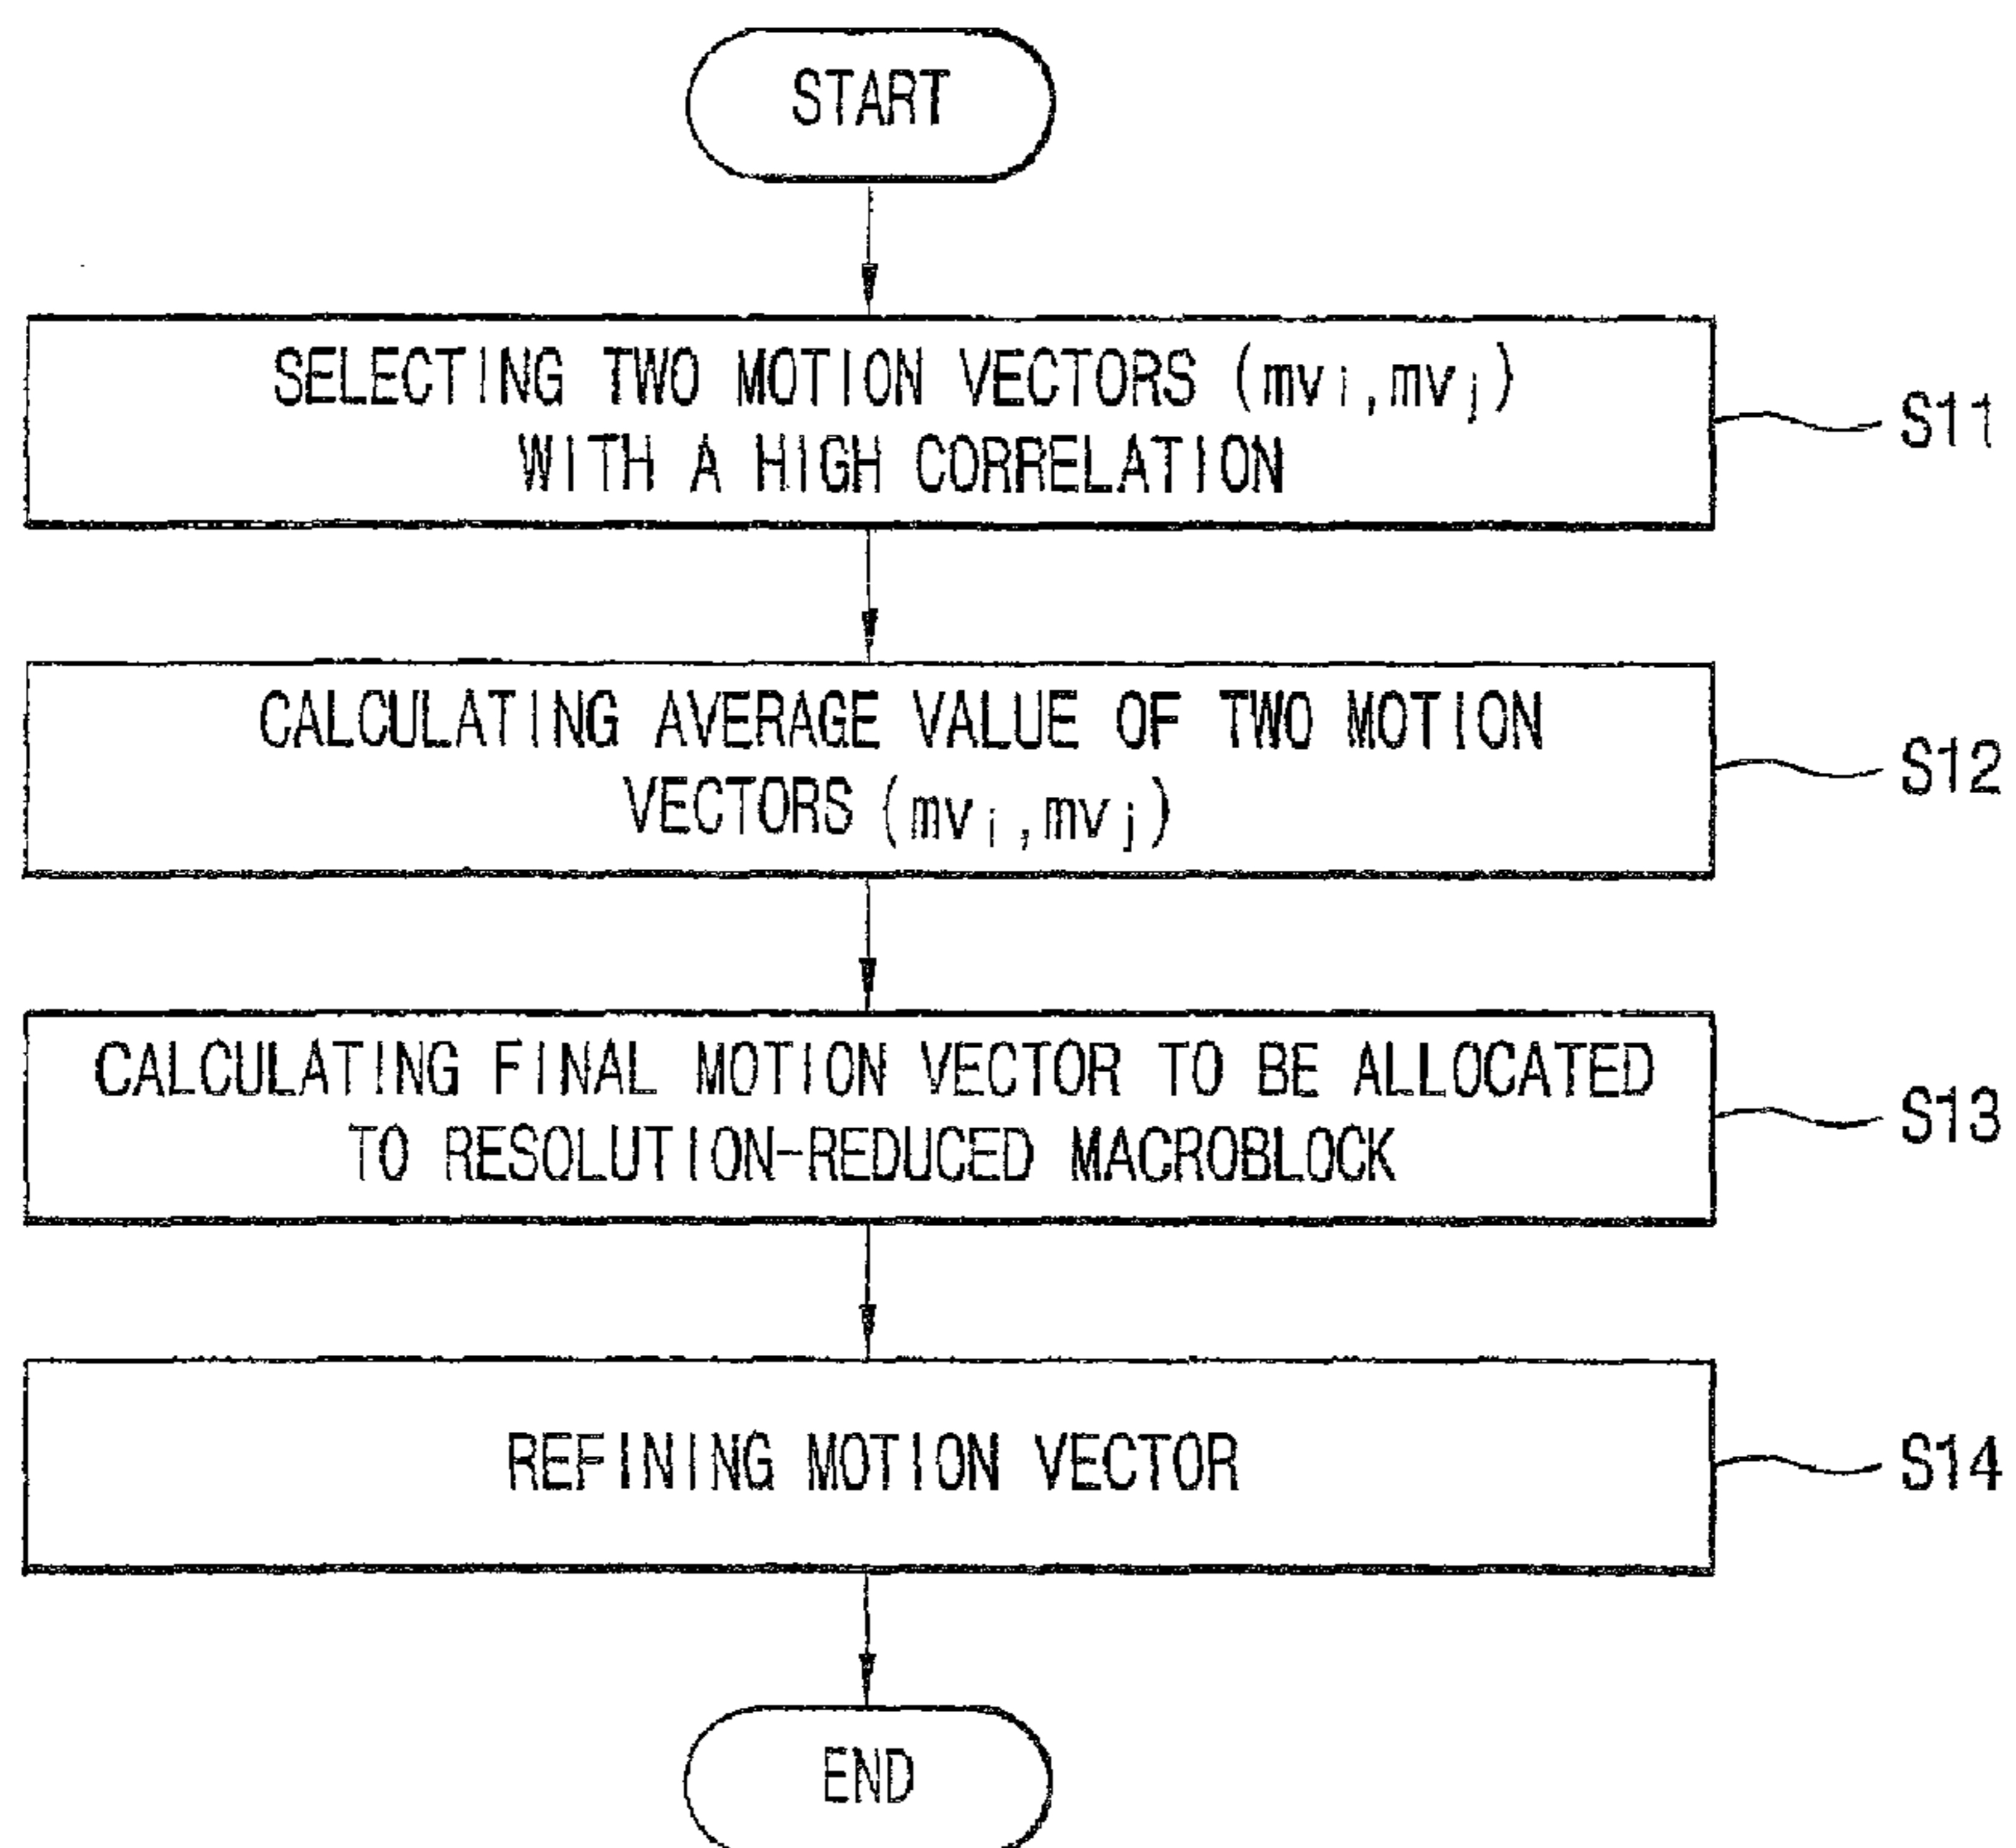 START
SELECTING TWO MOTION VECTORS (mvi,mvj)
WITH A HIGH CORRELATION
S11
CALCULATING AVERAGE VALUE OF TWO MOTION
VECTORS (mvi,mvj)
S12
CALCULATING FINAL MOTION VECTOR TO BE ALLOCATED
TO RESOLUTION-REDUCED MACROBLOCK
S13
REFINING MOTION VECTOR
S14
END